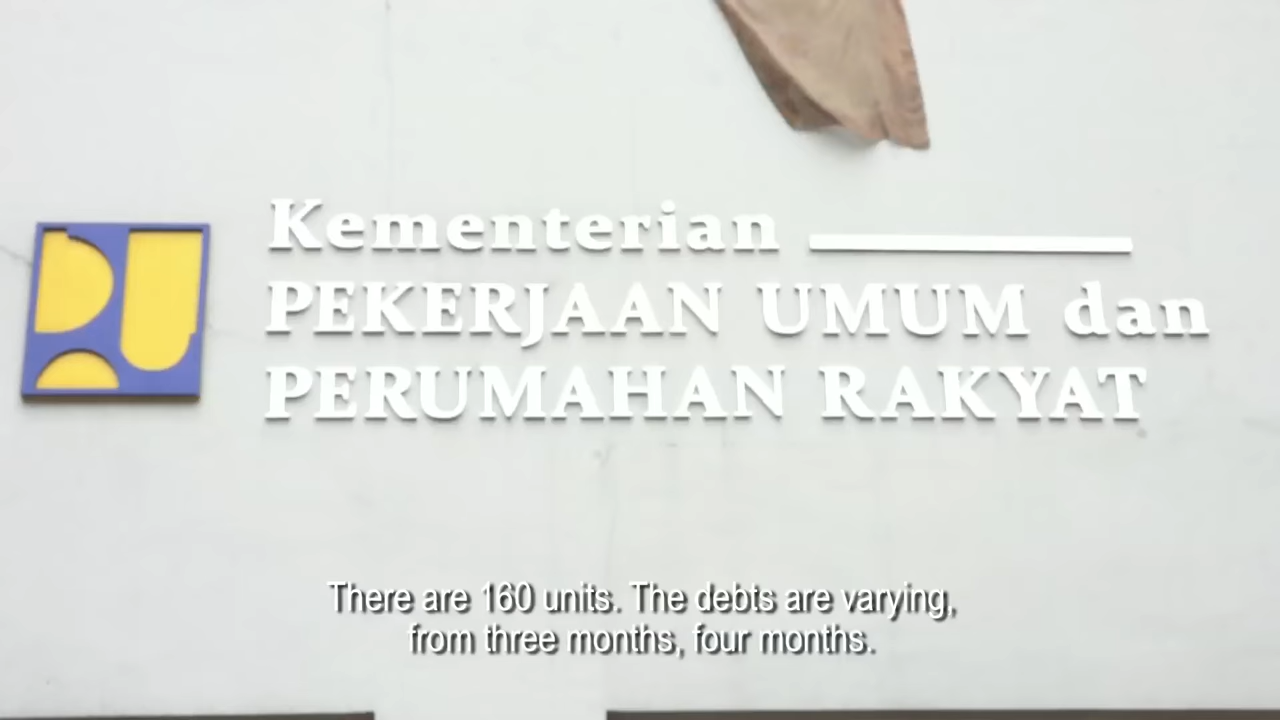 Kementerian
PEKERJAAN UMUM dan
PERUMAHAN RAKYAT
There are 160 units. The debts are varying,
from three months, four months.